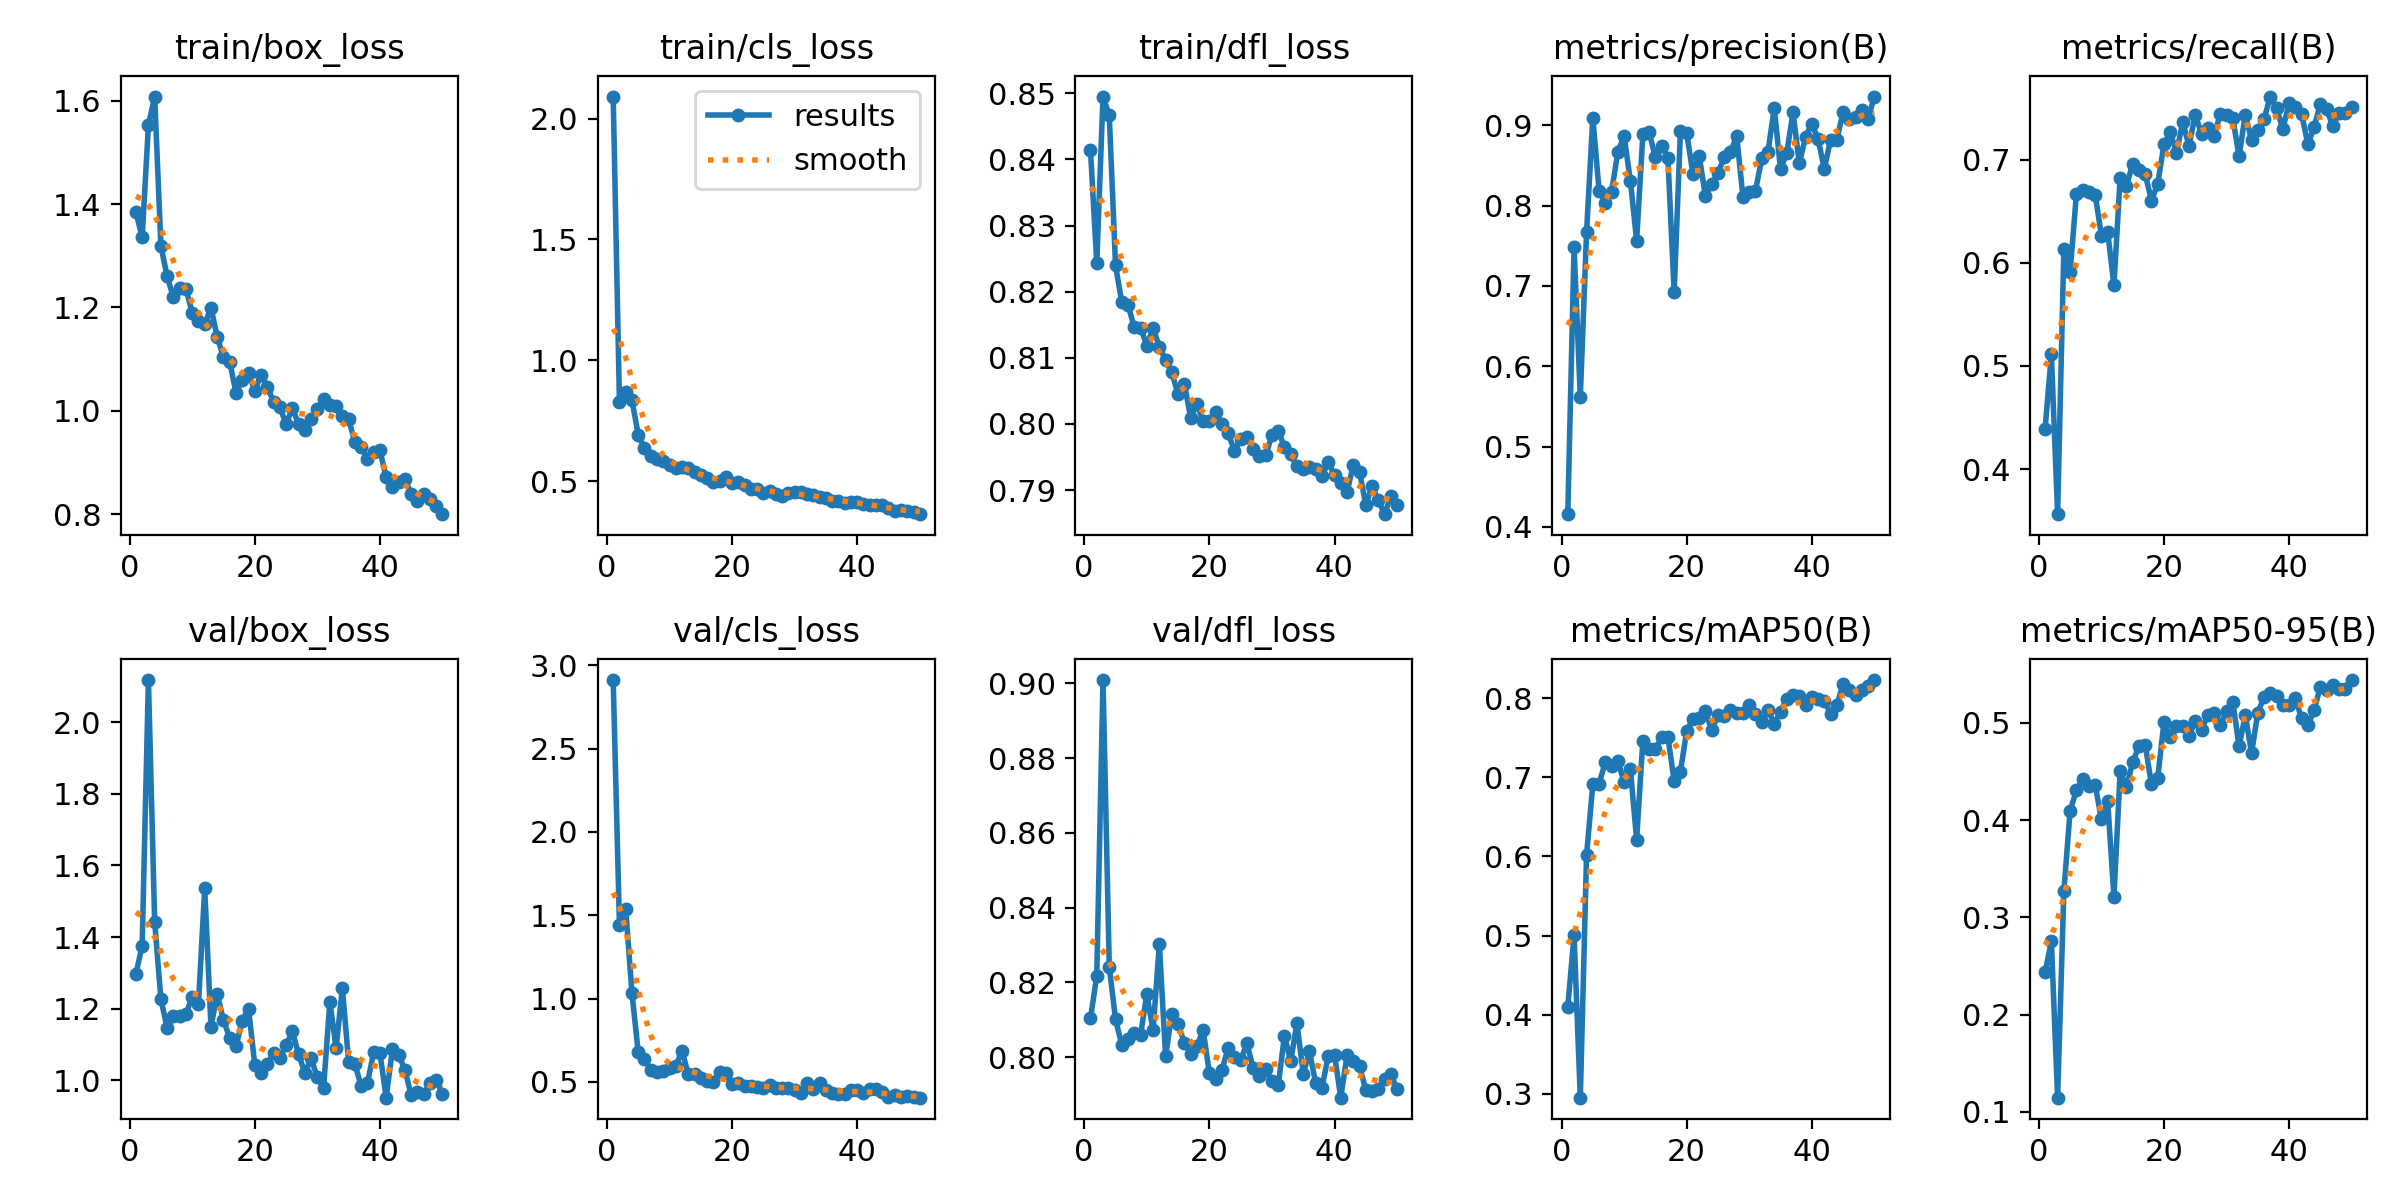 train/box_loss
train/cls_loss
train/dfl_loss
metrics/precision(B)
metrics/recall(B)
1.6
1.4
1.2
1.0
0.8
0 20 40
2.0
1.5
1.0
0.5
results
smooth
0 20 40
0.85
0.84
0.83
0.82
0.81
0.80
0.79
0 20 40
0.9
0.8
0.7
0.6
0.5
0.4
0 20 40
0.7
0.6
0.5
0.4
0 20 40
val/box_loss
val/cls_loss
val/dfl_loss
metrics/mAP50(B)
metrics/mAP50-95(B)
2.0
1.8
1.6
1.4
1.2
1.0
0 20 40
3.0
2.5
2.0
1.5
1.0
0.5
0 20 40
0.90
0.88
0.86
0.84
0.82
0.80
0 20 40
0.8
0.7
0.6
0.5
0.4
0.3
0 20 40
0.5
0.4
0.3
0.2
0.1
0 20 40